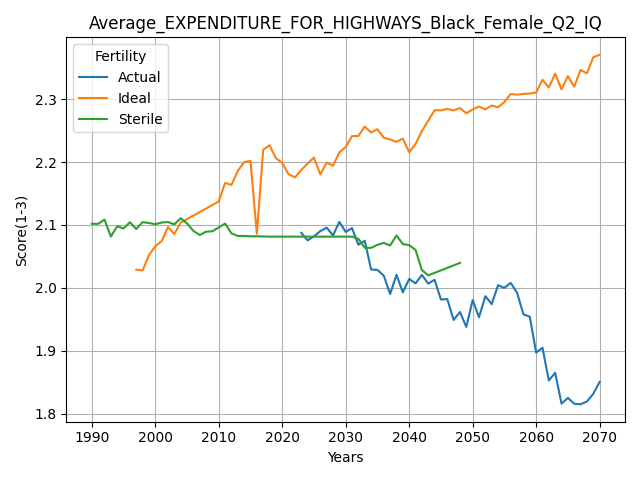 Average_EXPENDITURE_FOR_HIGHWAYS_Black_Female_Q2_IQ
Fertility
Actual
Ideal
Sterile
Score(1-3)
2.3
2.2
2.1
2.0
1.9
1.8
1990 2000 2010 2020 2030 2040 2050 2060 2070
Years